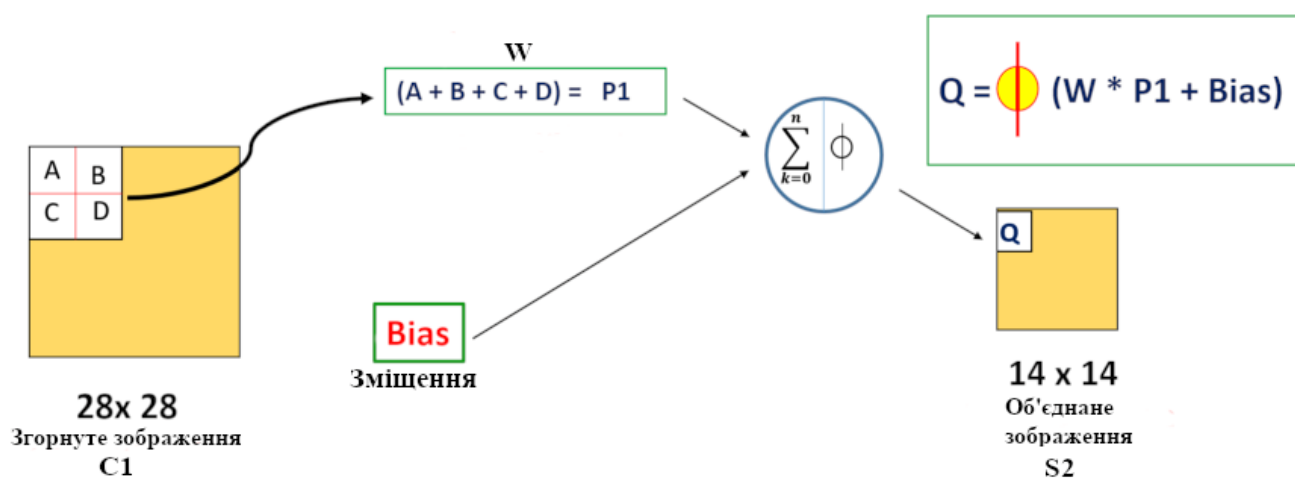 W
(A + B + C + D) = P1
Q = ϕ (W * P1 + Bias)
n
∑ ϕ
k=0
A B
C D
Q
Bias
Зміщення
28x 28
Згорнуте зображення
C1
14 x 14
Об'єднане
зображення
S2